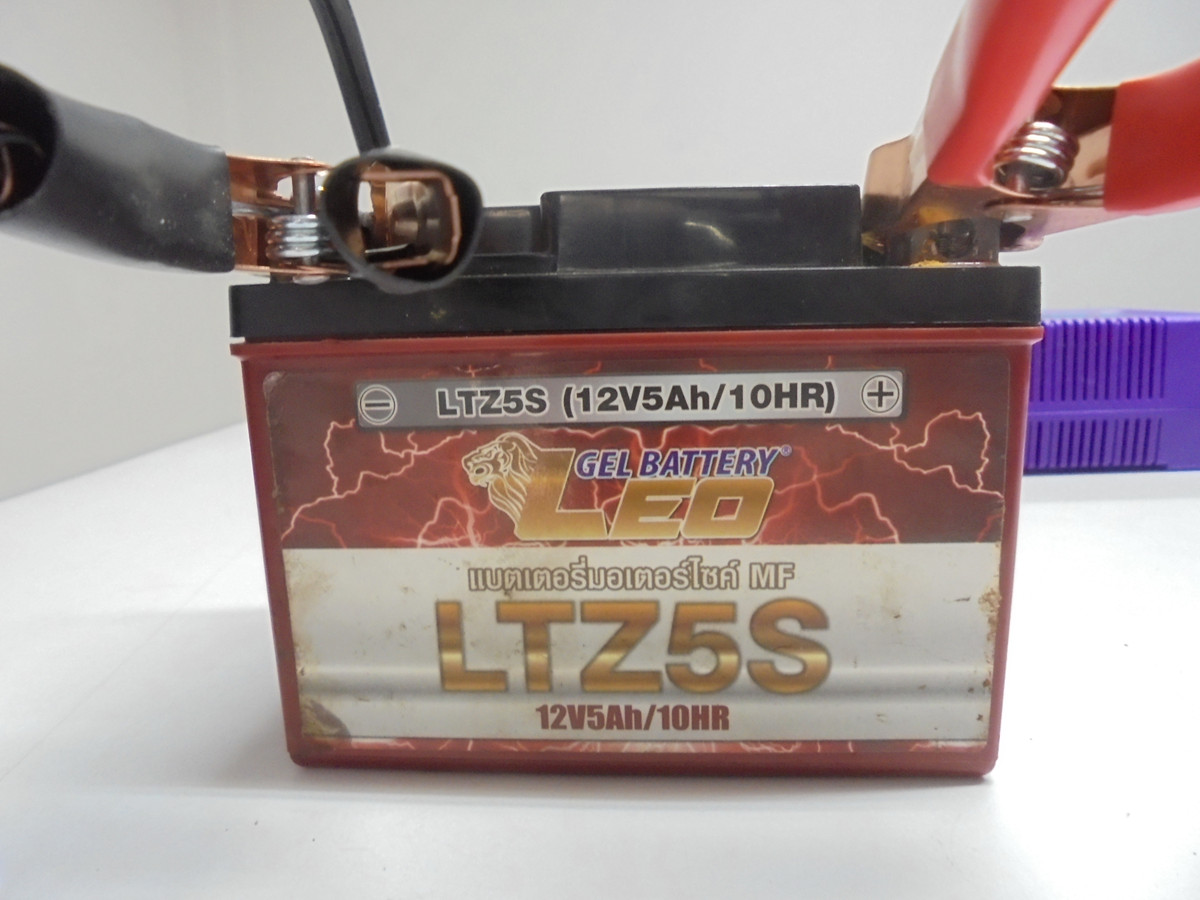 ⊖ LTZ5S (12V5Ah/10HR) ⊕
GEL BATTERY®
LEO
แบตเตอรี่มอเตอร์ไซค์ MF
LTZ5S
12V5Ah/10HR